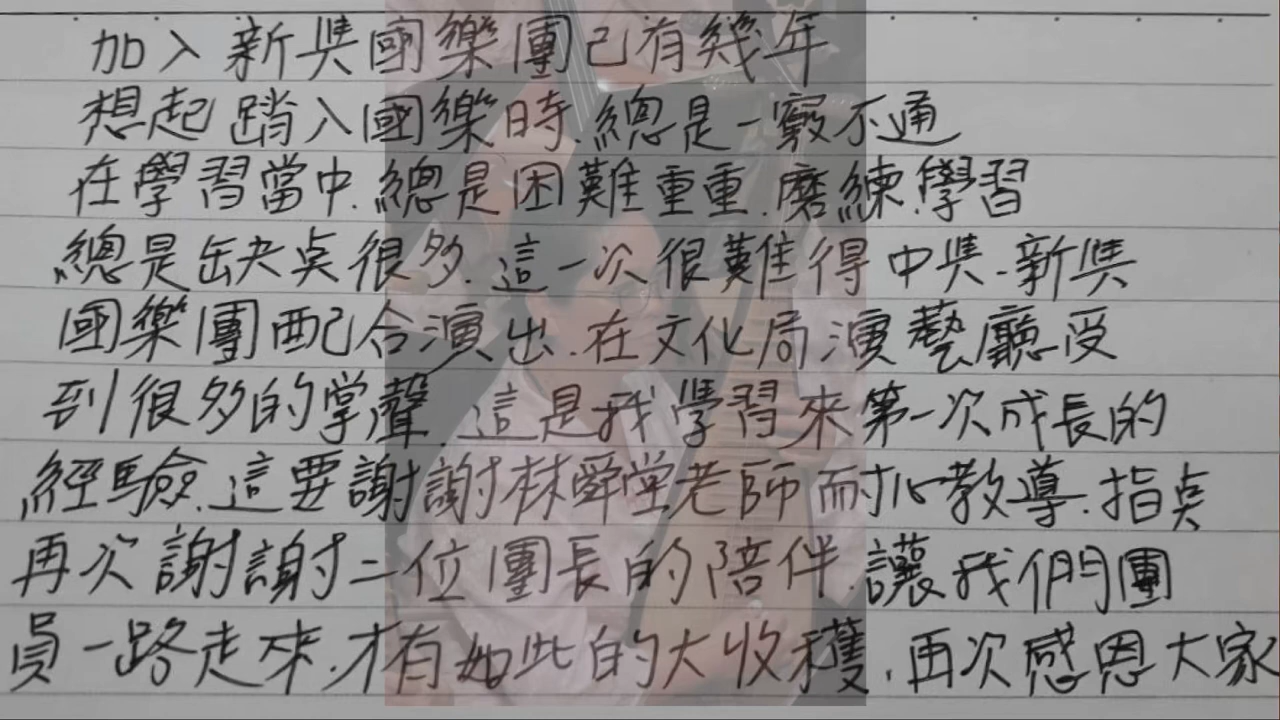 加入新興國樂團已有幾年
想起踏入國樂時.總是一竅不通
在學習當中.總是困難重重.磨練.學習
總是缺点很多.這一次很難得中興.新興
國樂團配合演出.在文化局演藝廳受
到很多的掌聲.這是我學習來第一次成長的
經驗.這要謝謝林舜堂老師耐心教導.指点
再次謝謝二位團長的陪伴.讓我們團
員一路走來.才有如此的大收穫.再次感恩大家